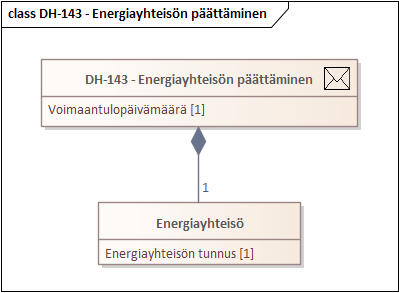 class DH-143 - Energiayhteisön päättäminen
DH-143 - Energiayhteisön päättäminen
Voimaantulopäivämäärä [1]
1
Energiayhteisö
Energiayhteisön tunnus [1]